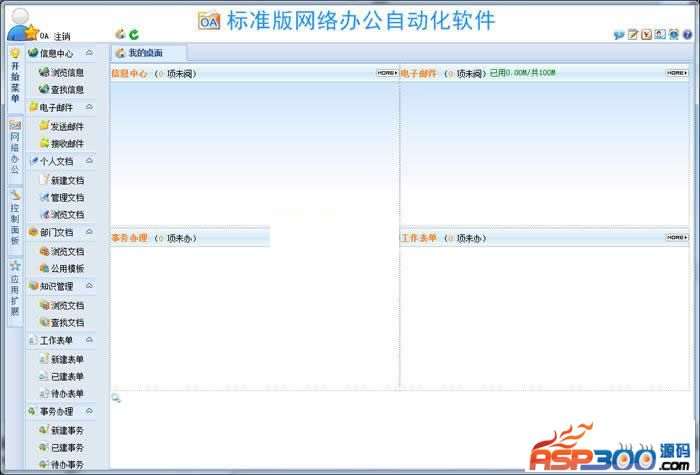 OA 标准版网络办公自动化软件
OA 注销
开始菜单
网络办公
控制面板
应用扩展
信息中心
浏览信息
查找信息
电子邮件
发送邮件
接收邮件
个人文档
新建文档
管理文档
浏览文档
部门文档
浏览文档
公用模板
知识管理
浏览文档
查找文档
工作表单
新建表单
已建表单
待办表单
事务办理
新建事务
已建事务
待办事务
我的桌面
信息中心 (0 项未阅) MORE
电子邮件 (0 项未阅) 已用0.00M/共100M MORE
事务办理 (0 项未办)
工作表单 (0 项未办) MORE
ASP300源码
.com